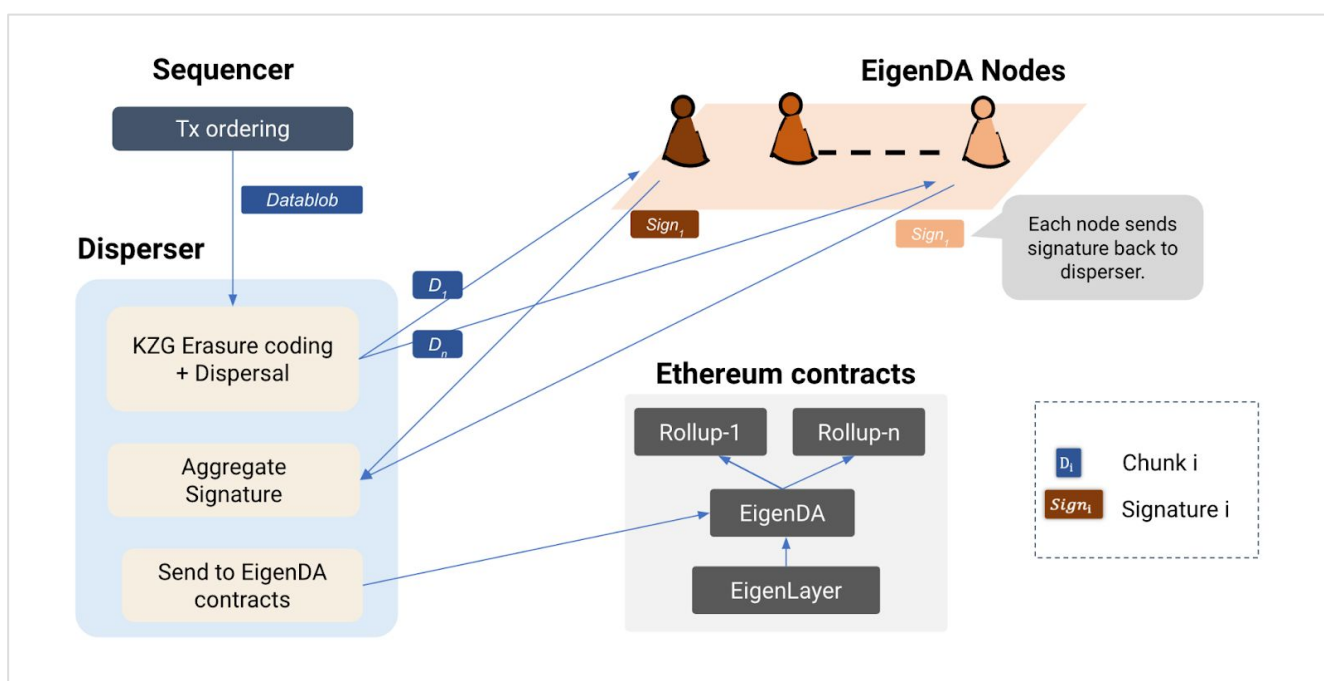 Sequencer
Tx ordering
Datablob
Disperser
KZG Erasure coding
+ Dispersal
Aggregate
Signature
Send to EigenDA
contracts
D₁
Dₙ
EigenDA Nodes
Sign₁
Sign₁
Each node sends
signature back to
disperser.
Ethereum contracts
Rollup-1
Rollup-n
EigenDA
EigenLayer
Dᵢ
Chunk i
Signᵢ
Signature i